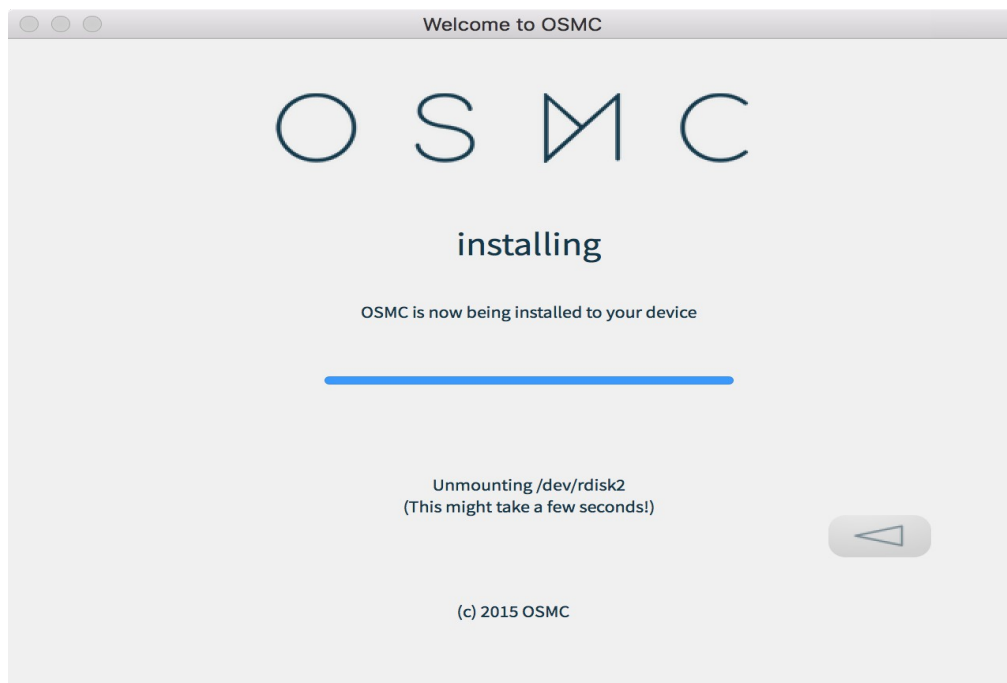 Welcome to OSMC
OSMC
installing
OSMC is now being installed to your device
Unmounting /dev/rdisk2
(This might take a few seconds!)
(c) 2015 OSMC